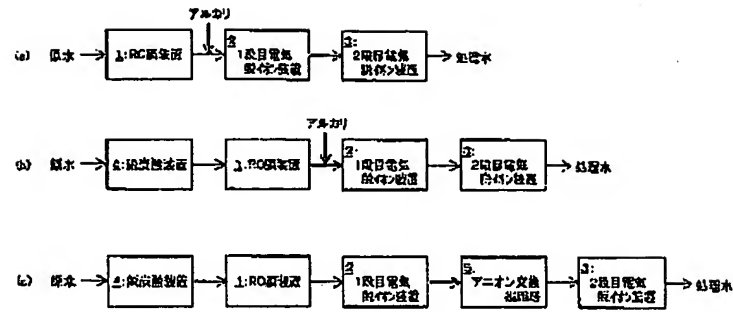 アルカリ
(a) 原水 1:RO膜装置 2: 3: 処理水
1段目電気 2段目電気
脱イオン装置 脱イオン装置
アルカリ
(b) 原水 4:脱炭酸装置 1:RO膜装置 2: 3: 処理水
1段目電気 2段目電気
脱イオン装置 脱イオン装置
(c) 原水 4:脱炭酸装置 1:RO膜装置 2: 5: 3: 処理水
1段目電気 アニオン交換 2段目電気
脱イオン装置 脱イオン装置